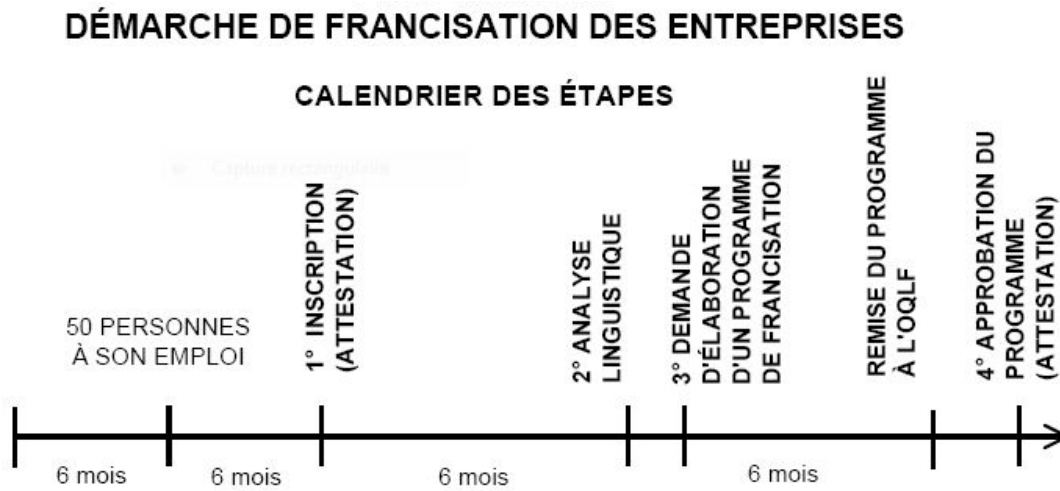 DÉMARCHE DE FRANCISATION DES ENTREPRISES
CALENDRIER DES ÉTAPES
Capture rectangulaire
50 PERSONNES
À SON EMPLOI
1° INSCRIPTION
(ATTESTATION)
2° ANALYSE
LINGUISTIQUE
3° DEMANDE
D'ÉLABORATION
D'UN PROGRAMME
DE FRANCISATION
REMISE DU PROGRAMME
À L'OQLF
4° APPROBATION DU
PROGRAMME
(ATTESTATION)
6 mois
6 mois
6 mois
6 mois